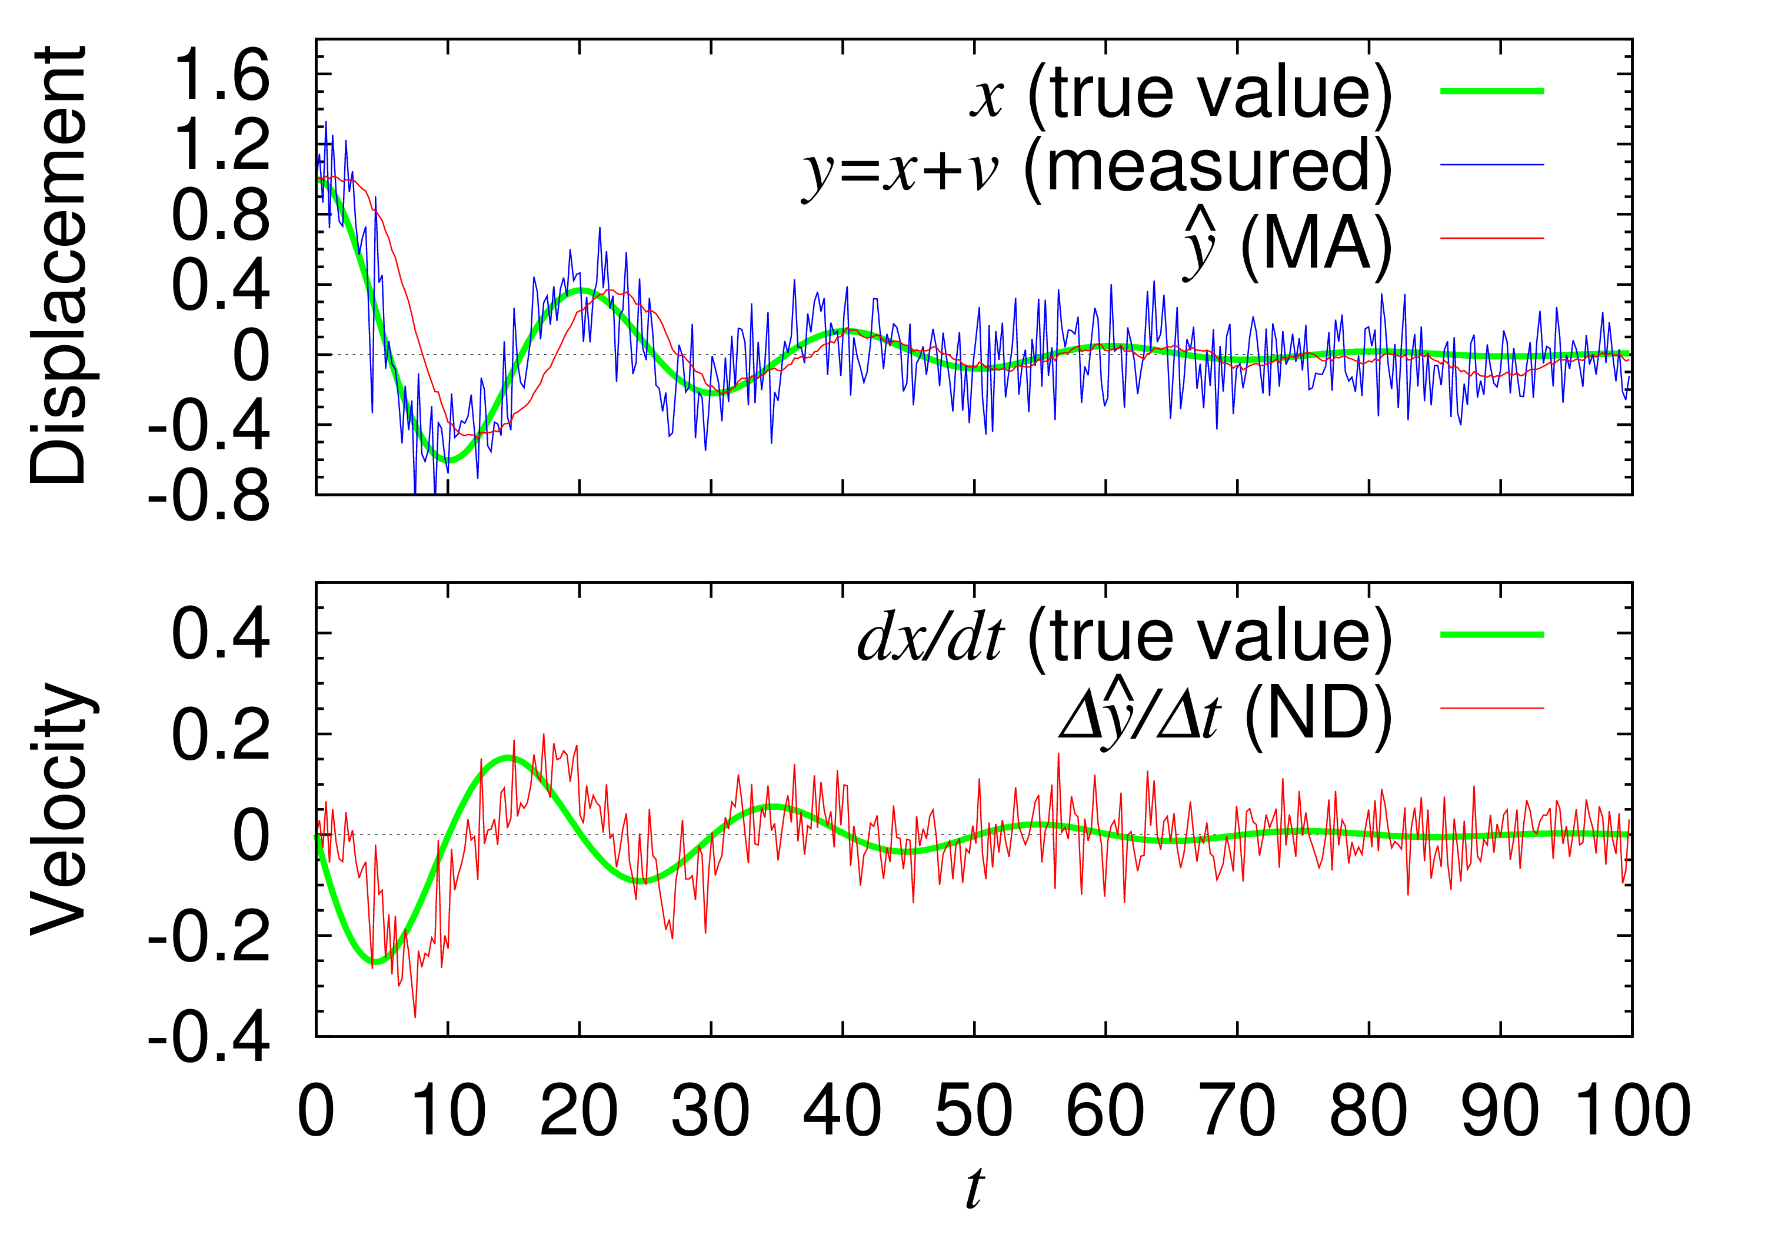 Displacement
1.6
1.2
0.8
0.4
0
-0.4
-0.8
x (true value)
y=x+v (measured)
ŷ (MA)
Velocity
0.4
0.2
0
-0.2
-0.4
dx/dt (true value)
Δŷ/Δt (ND)
0 10 20 30 40 50 60 70 80 90 100
t